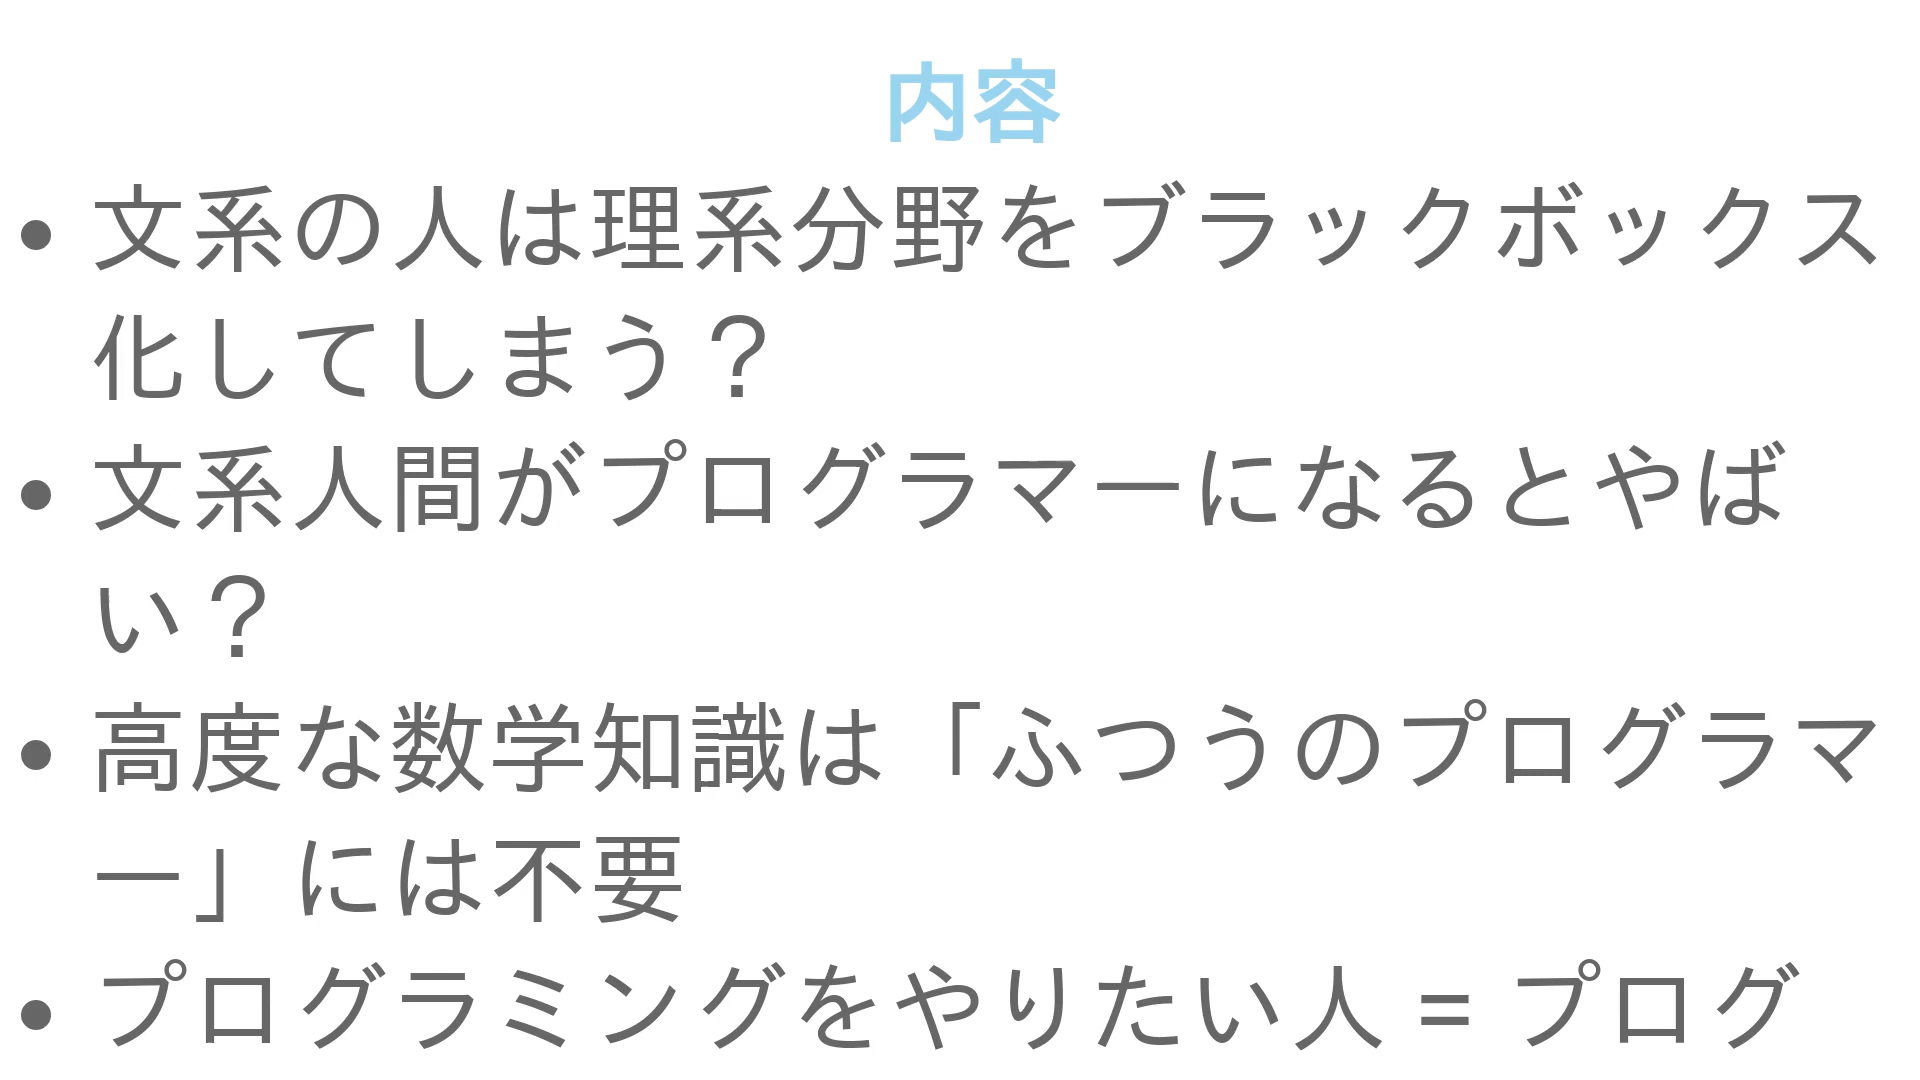 内容
• 文系の人は理系分野をブラックボックス
化してしまう？
• 文系人間がプログラマーになるとやば
い？
• 高度な数学知識は「ふつうのプログラマ
ー」には不要
• プログラミングをやりたい人 = プログ